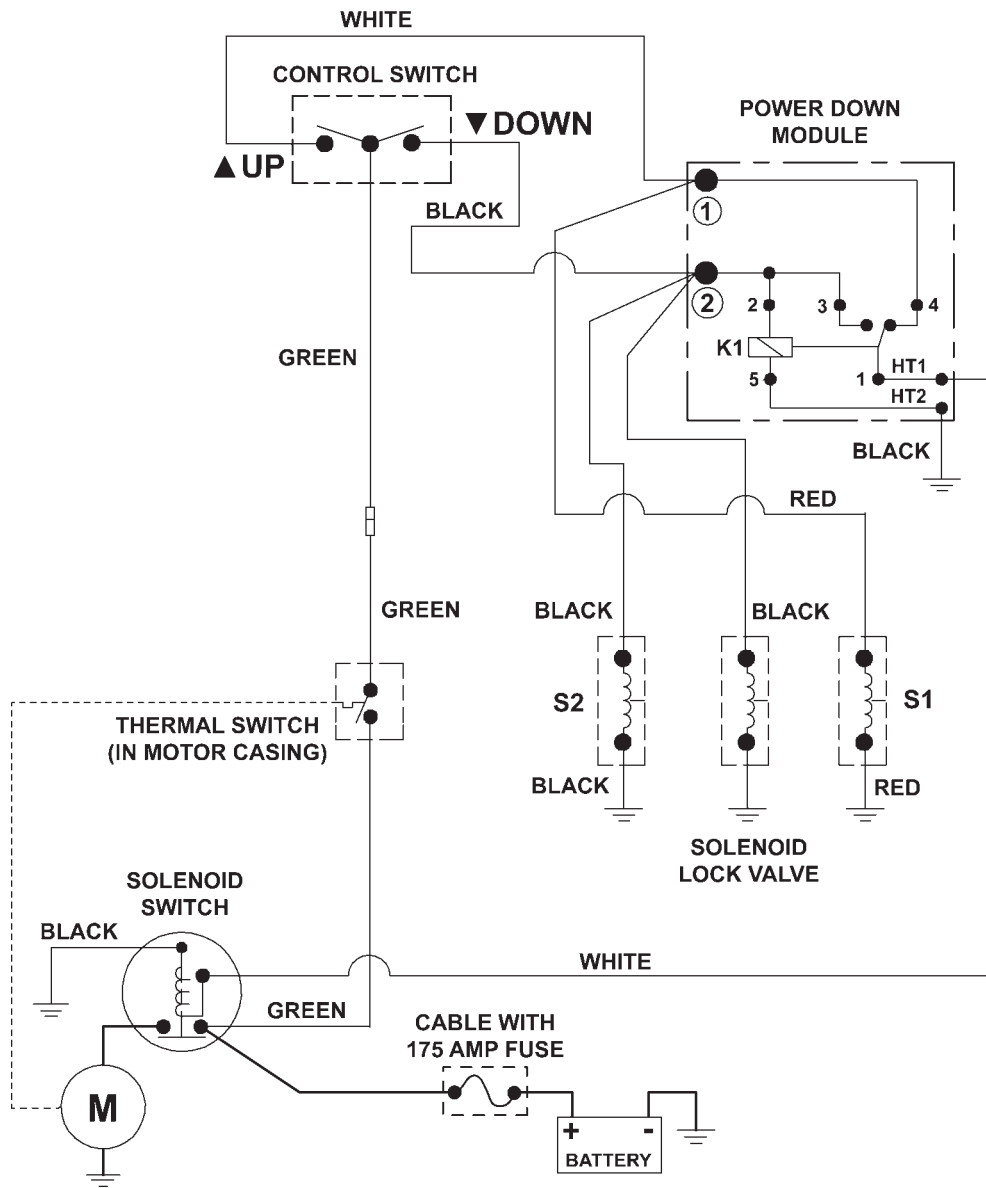 WHITE
CONTROL SWITCH
▼DOWN
▲UP
BLACK
POWER DOWN
MODULE
1
2
2
3
4
K1
5
1
HT1
HT2
BLACK
GREEN
RED
GREEN
BLACK
BLACK
S2
S1
THERMAL SWITCH
(IN MOTOR CASING)
BLACK
RED
SOLENOID
LOCK VALVE
SOLENOID
SWITCH
BLACK
WHITE
GREEN
CABLE WITH
175 AMP FUSE
M
+ -
BATTERY